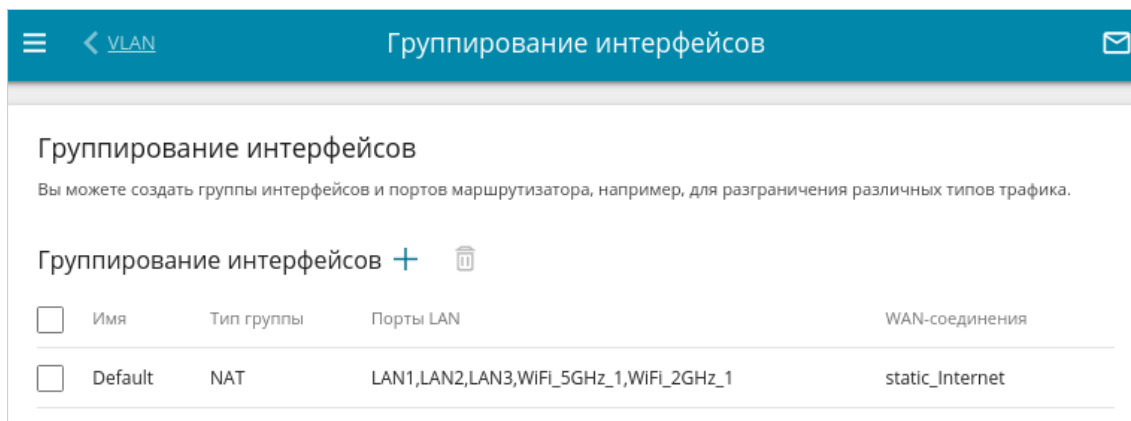 VLAN Группирование интерфейсов
Группирование интерфейсов
Вы можете создать группы интерфейсов и портов маршрутизатора, например, для разграничения различных типов трафика.
Группирование интерфейсов
Имя Тип группы Порты LAN WAN-соединения
Default NAT LAN1,LAN2,LAN3,WiFi_5GHz_1,WiFi_2GHz_1 static_Internet